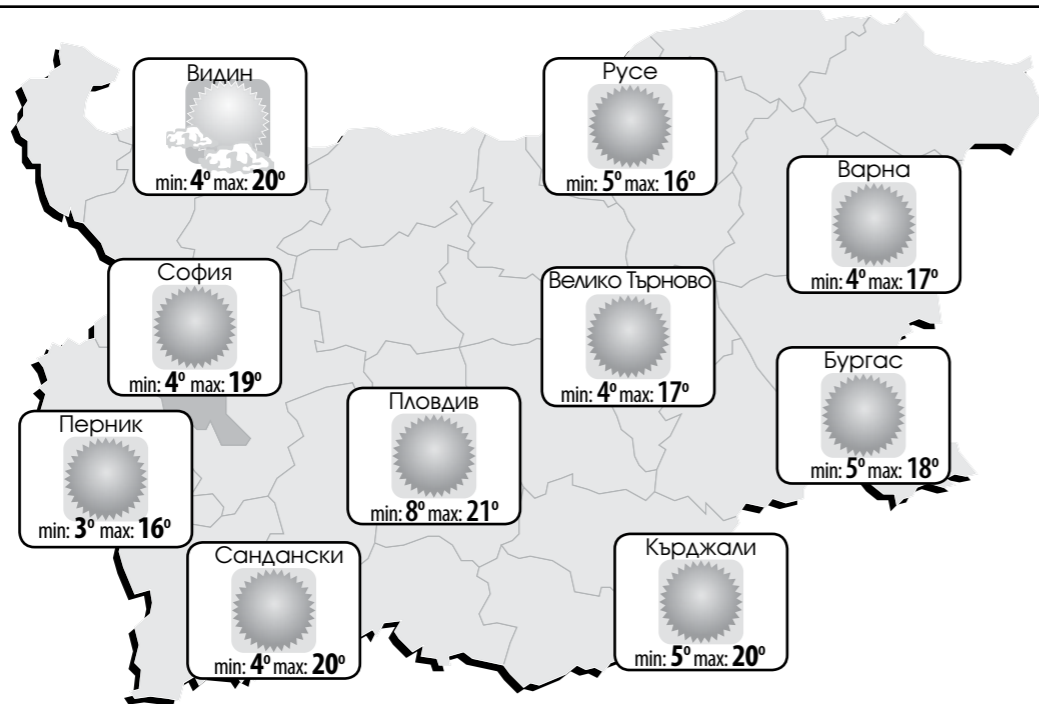 Видин
min: 4° max: 20°
Русе
min: 5° max: 16°
Варна
min: 4° max: 17°
София
min: 4° max: 19°
Велико Търново
min: 4° max: 17°
Бургас
min: 5° max: 18°
Пловдив
min: 8° max: 21°
Перник
min: 3° max: 16°
Сандански
min: 4° max: 20°
Кърджали
min: 5° max: 20°